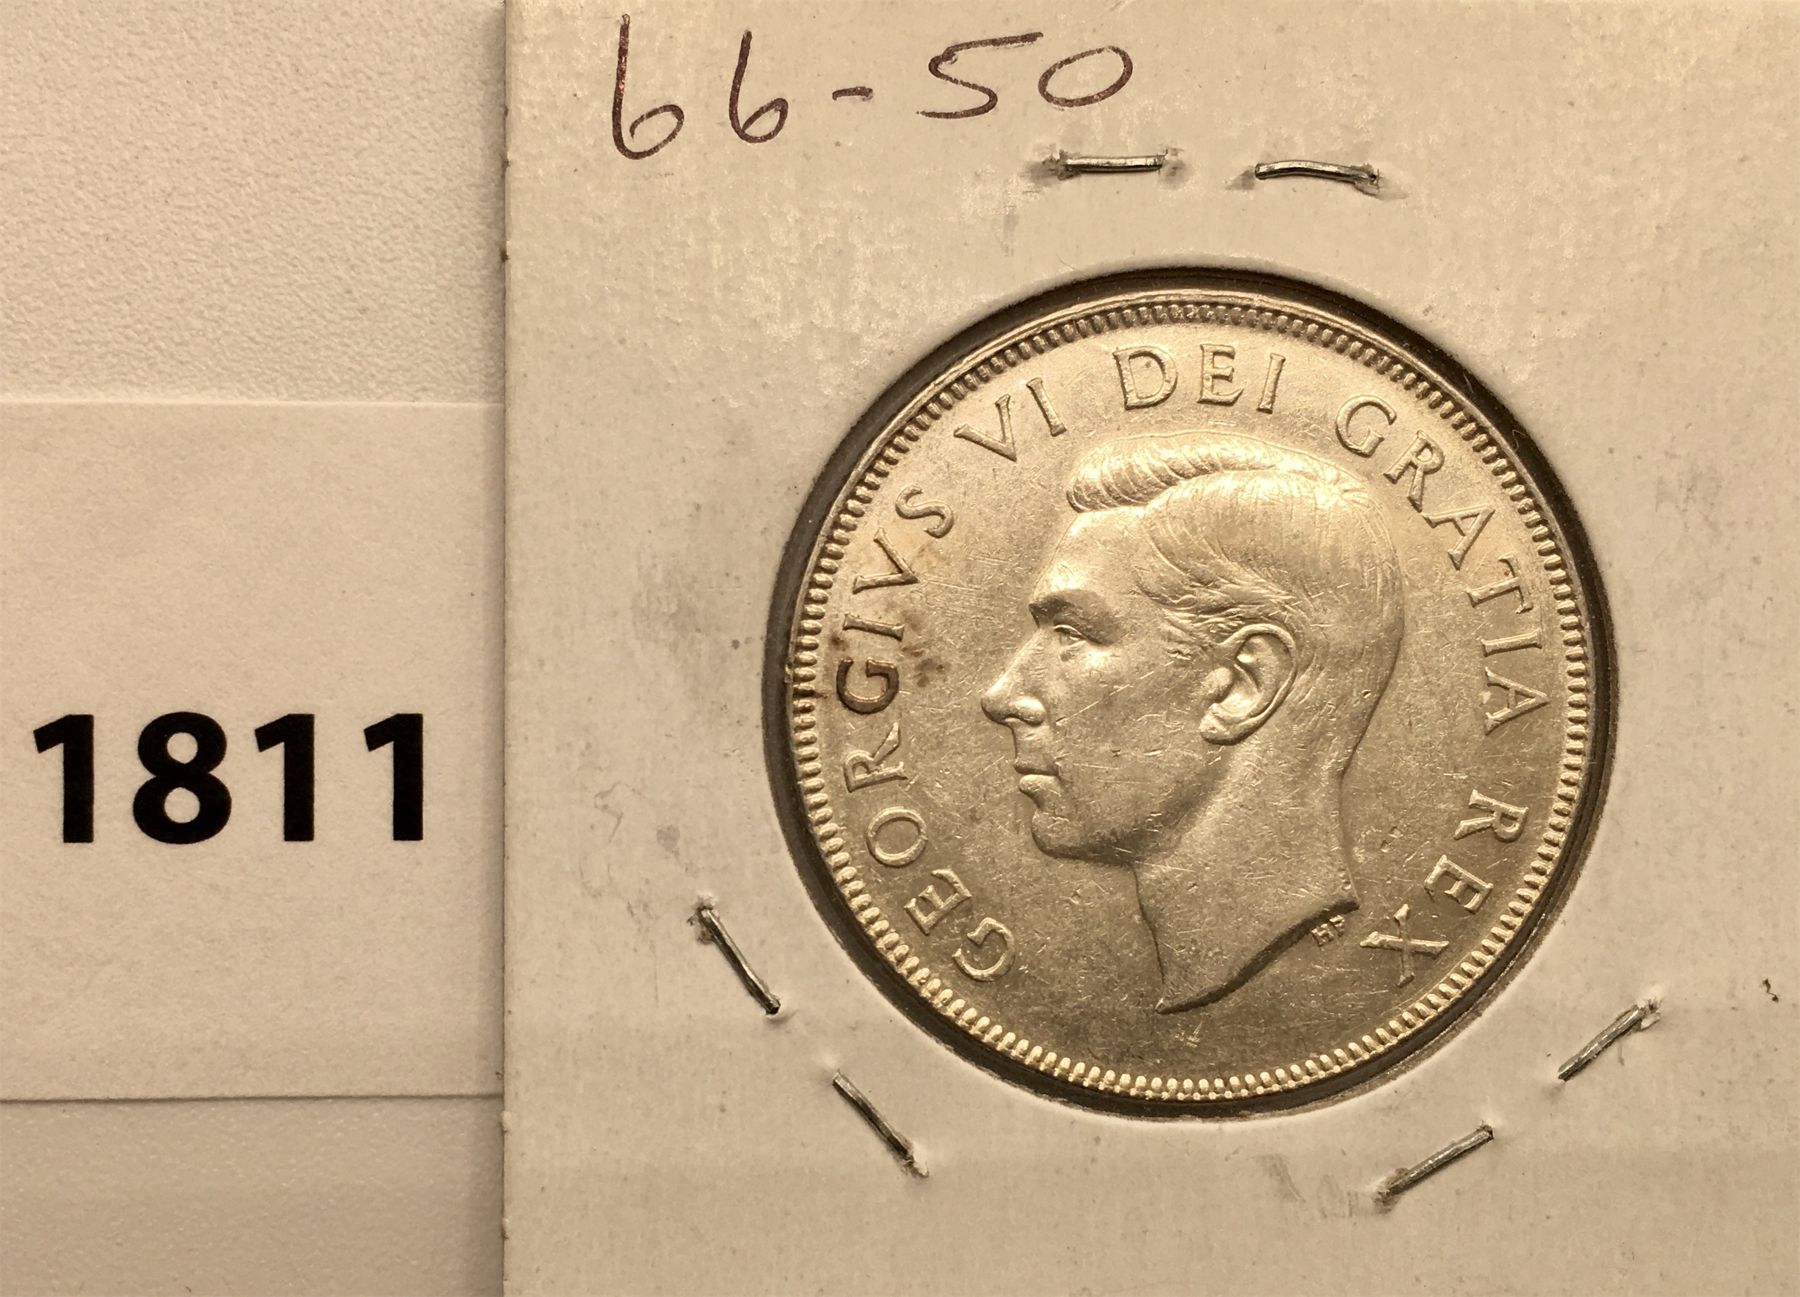 66-50
1811
GEORGIVS VI DEI GRATIA REX
HP